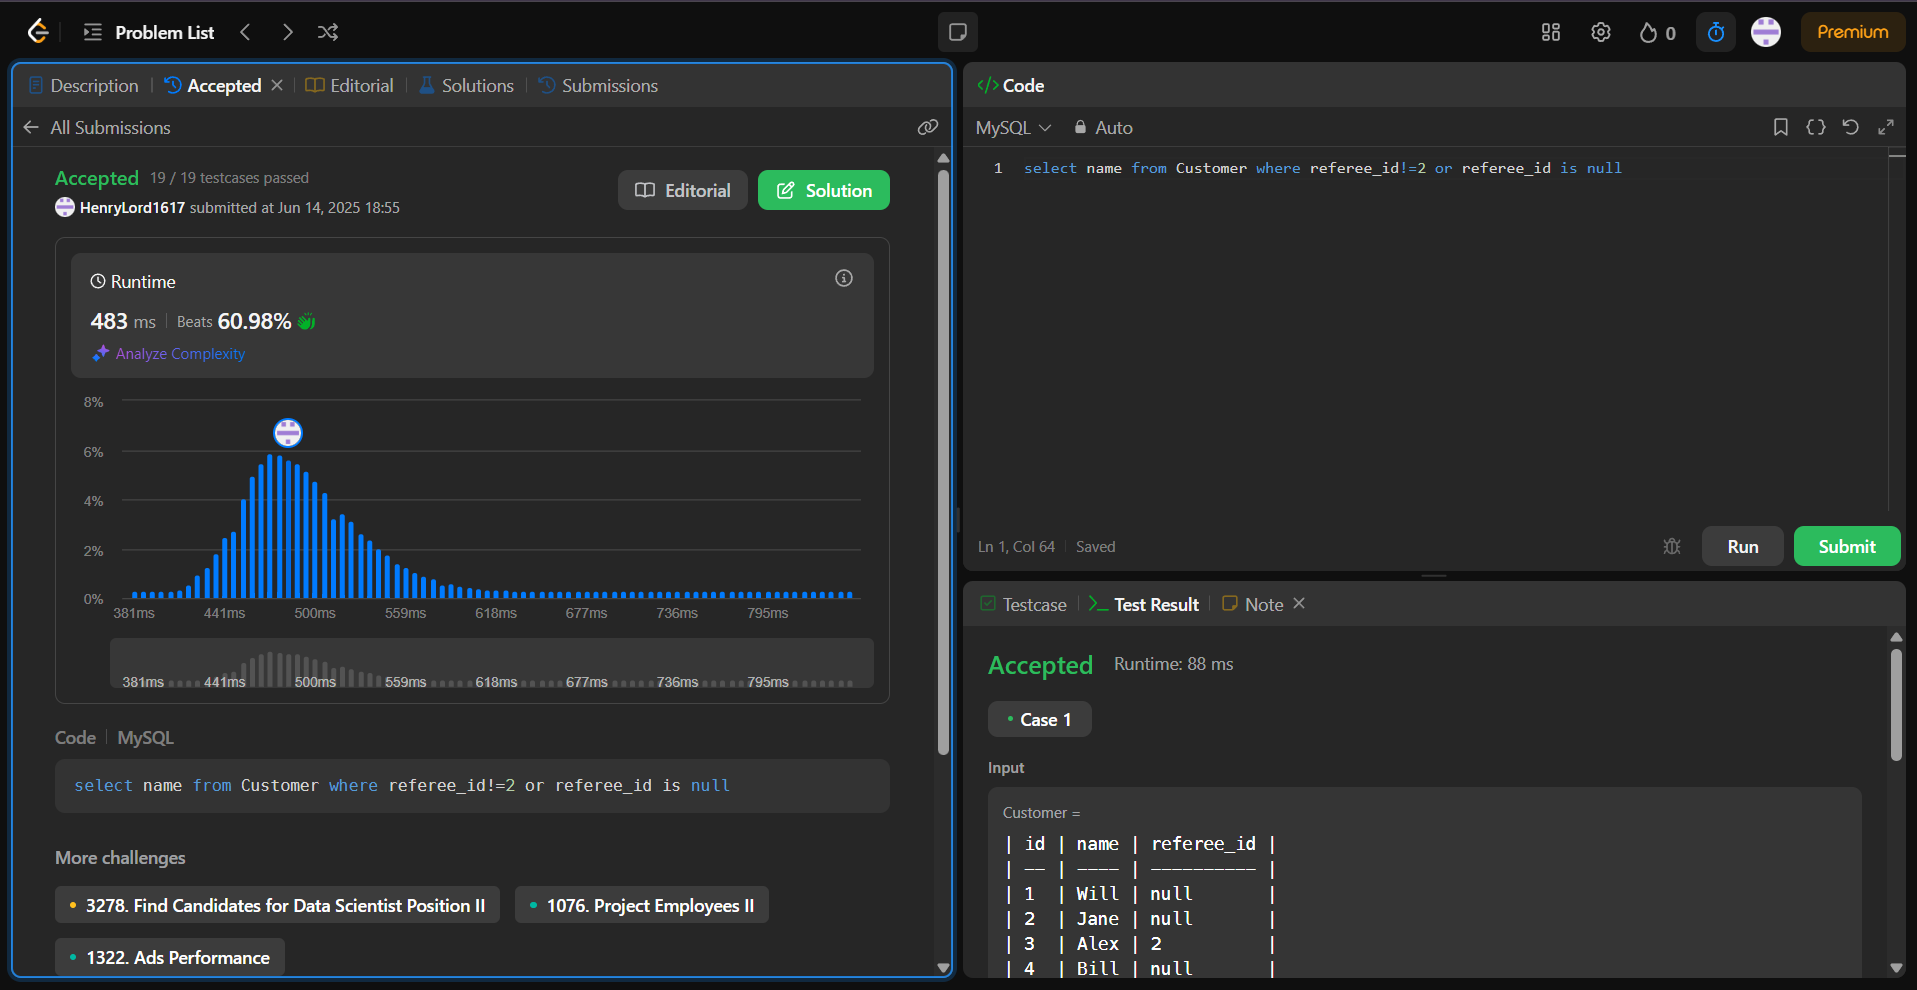 Problem List
0
Premium
Description
Accepted
Editorial
Solutions
Submissions
All Submissions
Accepted 19 / 19 testcases passed
HenryLord1617 submitted at Jun 14, 2025 18:55
Editorial
Solution
Runtime
483 ms Beats 60.98%
Analyze Complexity
8%
6%
4%
2%
0%
381ms 441ms 500ms 559ms 618ms 677ms 736ms 795ms
381ms 441ms 500ms 559ms 618ms 677ms 736ms 795ms
Code MySQL
select name from Customer where referee_id!=2 or referee_id is null
More challenges
3278. Find Candidates for Data Scientist Position II
1076. Project Employees II
1322. Ads Performance
</> Code
MySQL Auto
1 select name from Customer where referee_id!=2 or referee_id is null
Ln 1, Col 64 Saved
Run
Submit
Testcase
Test Result
Note
Accepted Runtime: 88 ms
Case 1
Input
Customer =
| id | name | referee_id |
| -- | ---- | ---------- |
| 1 | Will | null |
| 2 | Jane | null |
| 3 | Alex | 2 |
| 4 | Bill | null |